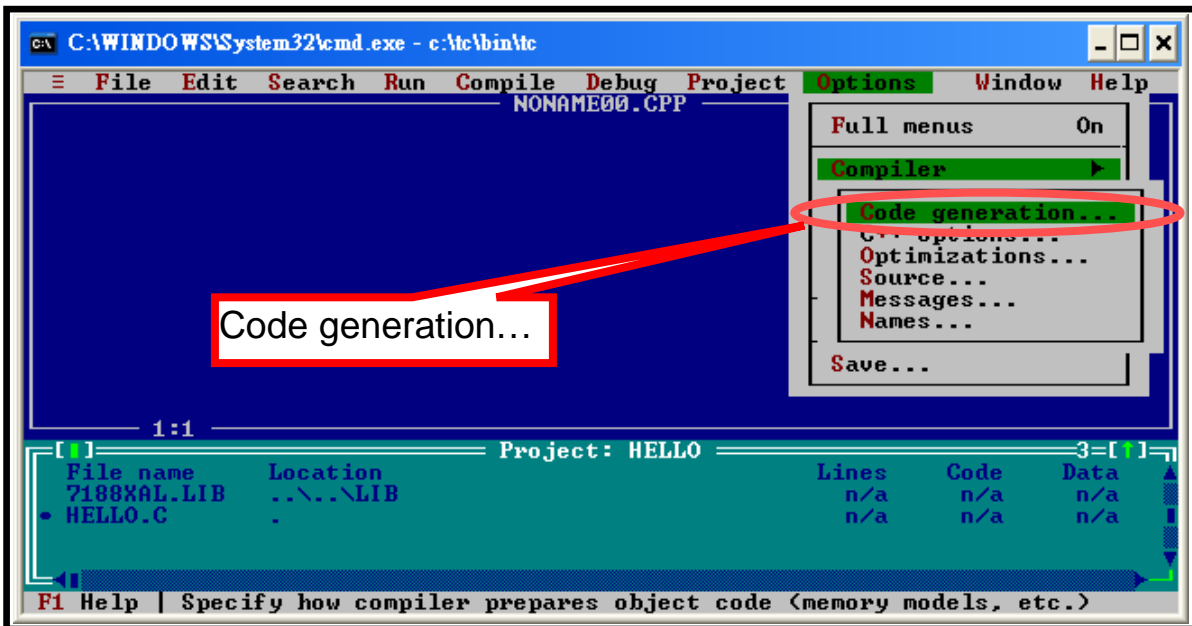 C:\WINDOWS\System32\cmd.exe - c:\tc\bin\tc
≡ File Edit Search Run Compile Debug Project Options Window Help
NONAME00.CPP
Full menus On
Compiler
Code generation...
C++ options...
Optimizations...
Source...
Messages...
Names...
Save...
Code generation…
1:1
Project: HELLO
3=[↑]
File name Location Lines Code Data
7188XAL.LIB ..\..\LIB n/a n/a n/a
• HELLO.C . n/a n/a n/a
F1 Help | Specify how compiler prepares object code (memory models, etc.)